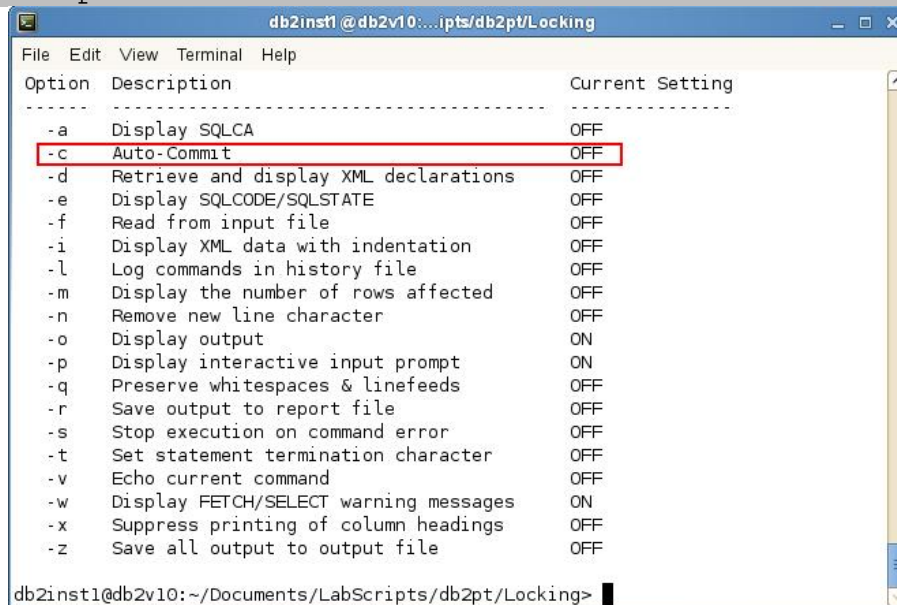 db2inst1@db2v10:...ipts/db2pt/Locking
File Edit View Terminal Help
Option Description Current Setting
------ ---------------------------------------- ---------------
-a Display SQLCA OFF
-c Auto-Commit OFF
-d Retrieve and display XML declarations OFF
-e Display SQLCODE/SQLSTATE OFF
-f Read from input file OFF
-i Display XML data with indentation OFF
-l Log commands in history file OFF
-m Display the number of rows affected OFF
-n Remove new line character OFF
-o Display output ON
-p Display interactive input prompt ON
-q Preserve whitespaces & linefeeds OFF
-r Save output to report file OFF
-s Stop execution on command error OFF
-t Set statement termination character OFF
-v Echo current command OFF
-w Display FETCH/SELECT warning messages ON
-x Suppress printing of column headings OFF
-z Save all output to output file OFF
db2inst1@db2v10:~/Documents/LabScripts/db2pt/Locking>